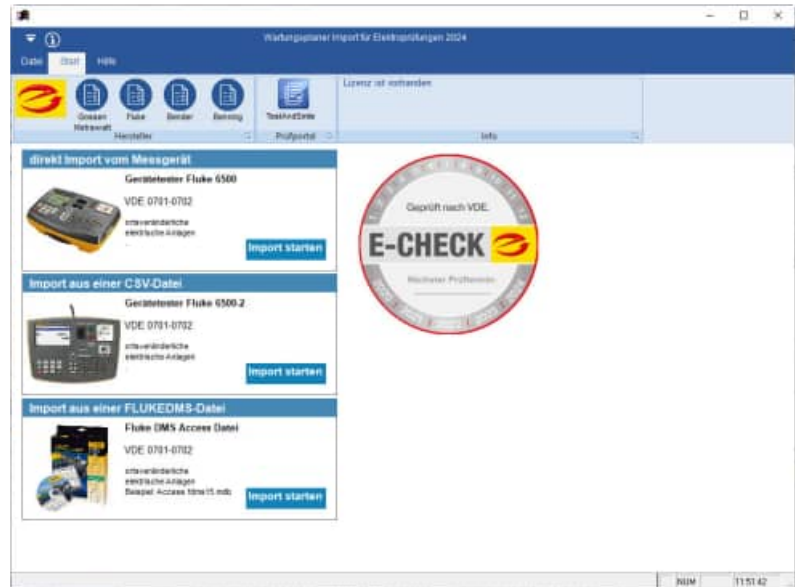 Wartungsplaner Import für Elektroprüfungen 2024
Datei Start Hilfe
Gossen Metrawatt
Fluke
Bender
Benning
Hersteller
Prüfportal
Lizenz ist vorhanden
Info
direkt Import vom Messgerät
Gerätetester Fluke 6500
VDE 0701-0702
ortsveränderliche
elektrische Anlagen
Import starten
Import aus einer CSV-Datei
Gerätetester Fluke 6500-2
VDE 0701-0702
ortsveränderliche
elektrische Anlagen
Import starten
Import aus einer FLUKEDMS-Datei
Fluke DMS Access Datei
VDE 0701-0702
ortsveränderliche
elektrische Anlagen
Beispiel: Access
Import starten
Geprüft nach VDE.
E-CHECK
Nächster Prüftermin
NUM 11:51:42